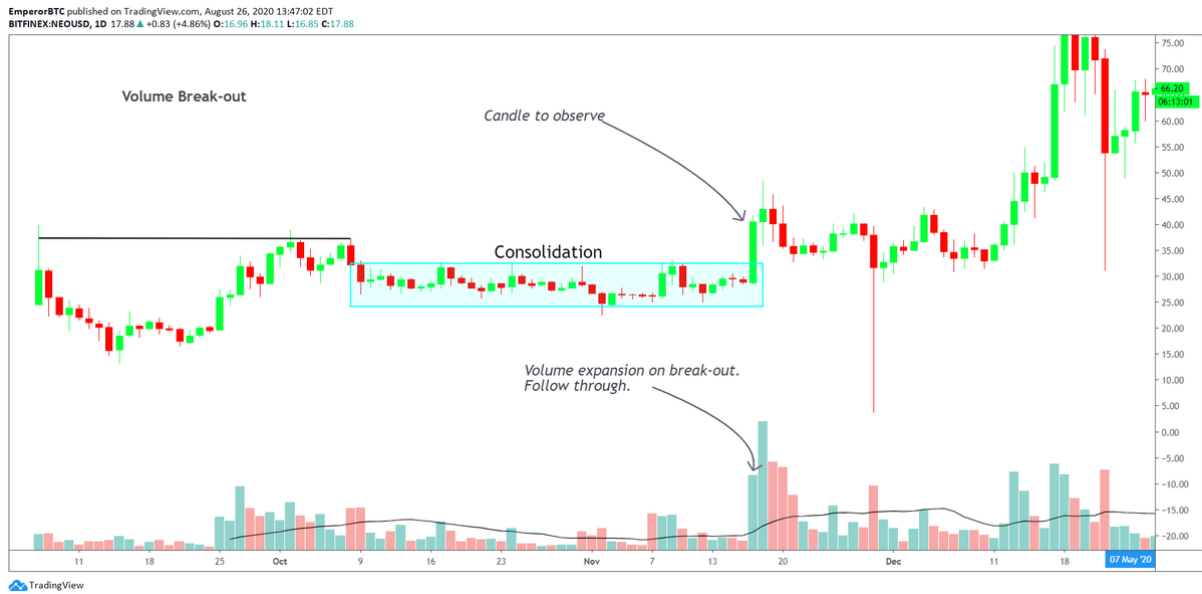 EmperorBTC published on TradingView.com, August 26, 2020 13:47:02 EDT
BITFINEX:NEOUSD, 1D 17.88 ▲ +0.83 (+4.86%) O:16.96 H:18.11 L:16.85 C:17.88
Volume Break-out
Candle to observe
Consolidation
Volume expansion on break-out.
Follow through.
75.00
70.00
66.20
06:13:01
60.00
55.00
50.00
45.00
40.00
35.00
30.00
25.00
20.00
15.00
10.00
5.00
0.00
-5.00
-10.00
-15.00
-20.00
11 18 25 Oct 9 16 23 Nov 7 13 20 Dec 11 18 07 May '20
TradingView